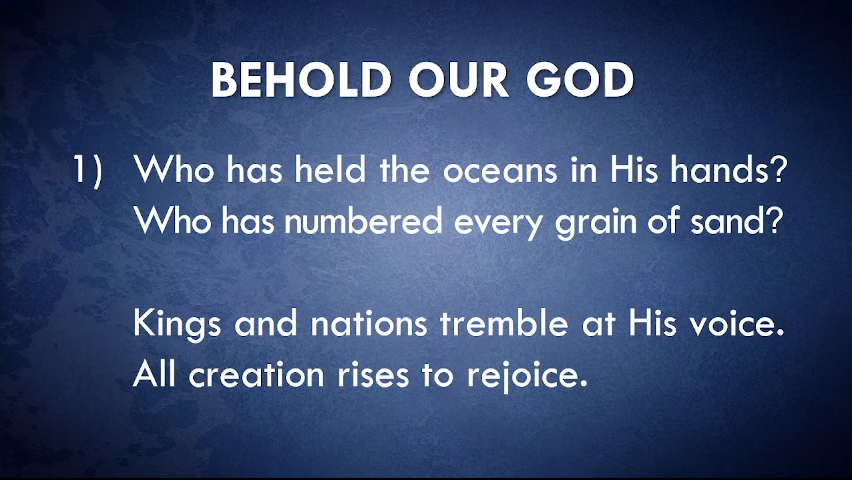 BEHOLD OUR GOD
1) Who has held the oceans in His hands?
Who has numbered every grain of sand?
Kings and nations tremble at His voice.
All creation rises to rejoice.